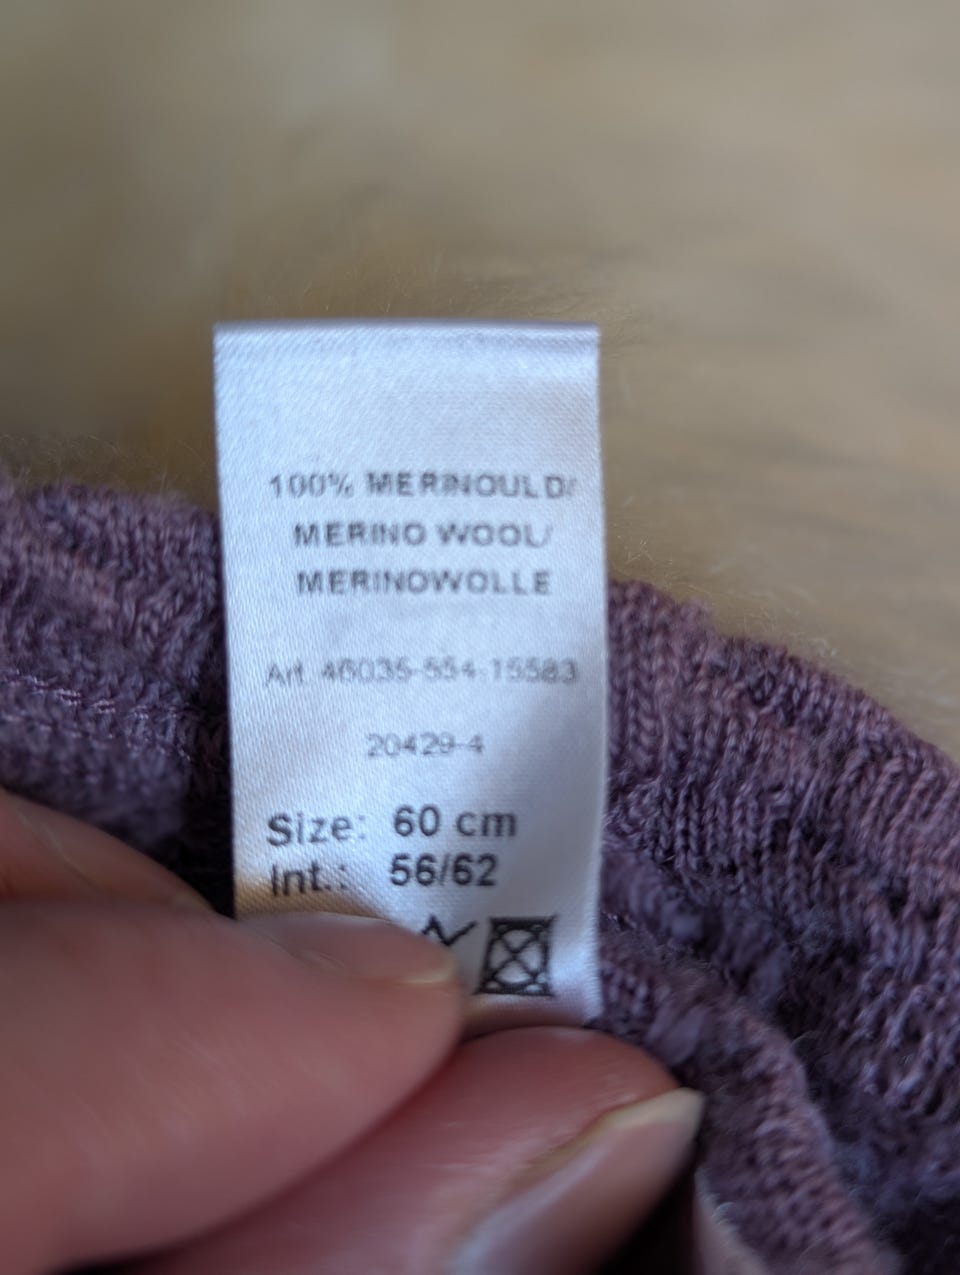 100% MERINOULD/
MERINO WOOL/
MERINOWOLLE
Art. 46035-554-15583
20429-4
Size: 60 cm
Int.: 56/62